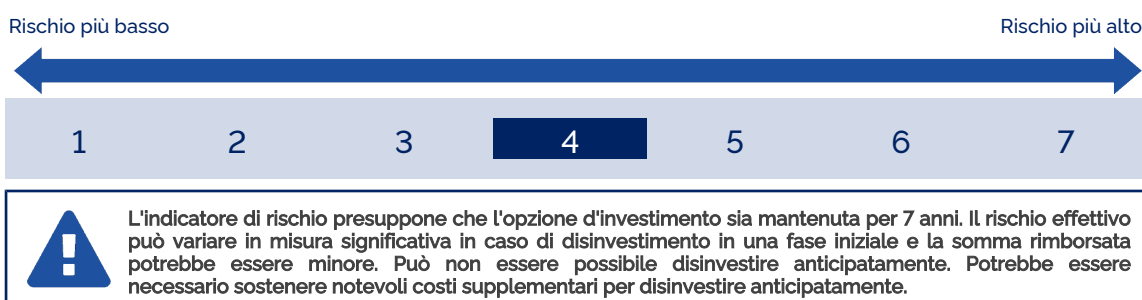 Rischio più basso Rischio più alto
1 2 3 4 5 6 7
L'indicatore di rischio presuppone che l'opzione d'investimento sia mantenuta per 7 anni. Il rischio effettivo
può variare in misura significativa in caso di disinvestimento in una fase iniziale e la somma rimborsata
potrebbe essere minore. Può non essere possibile disinvestire anticipatamente. Potrebbe essere
necessario sostenere notevoli costi supplementari per disinvestire anticipatamente.